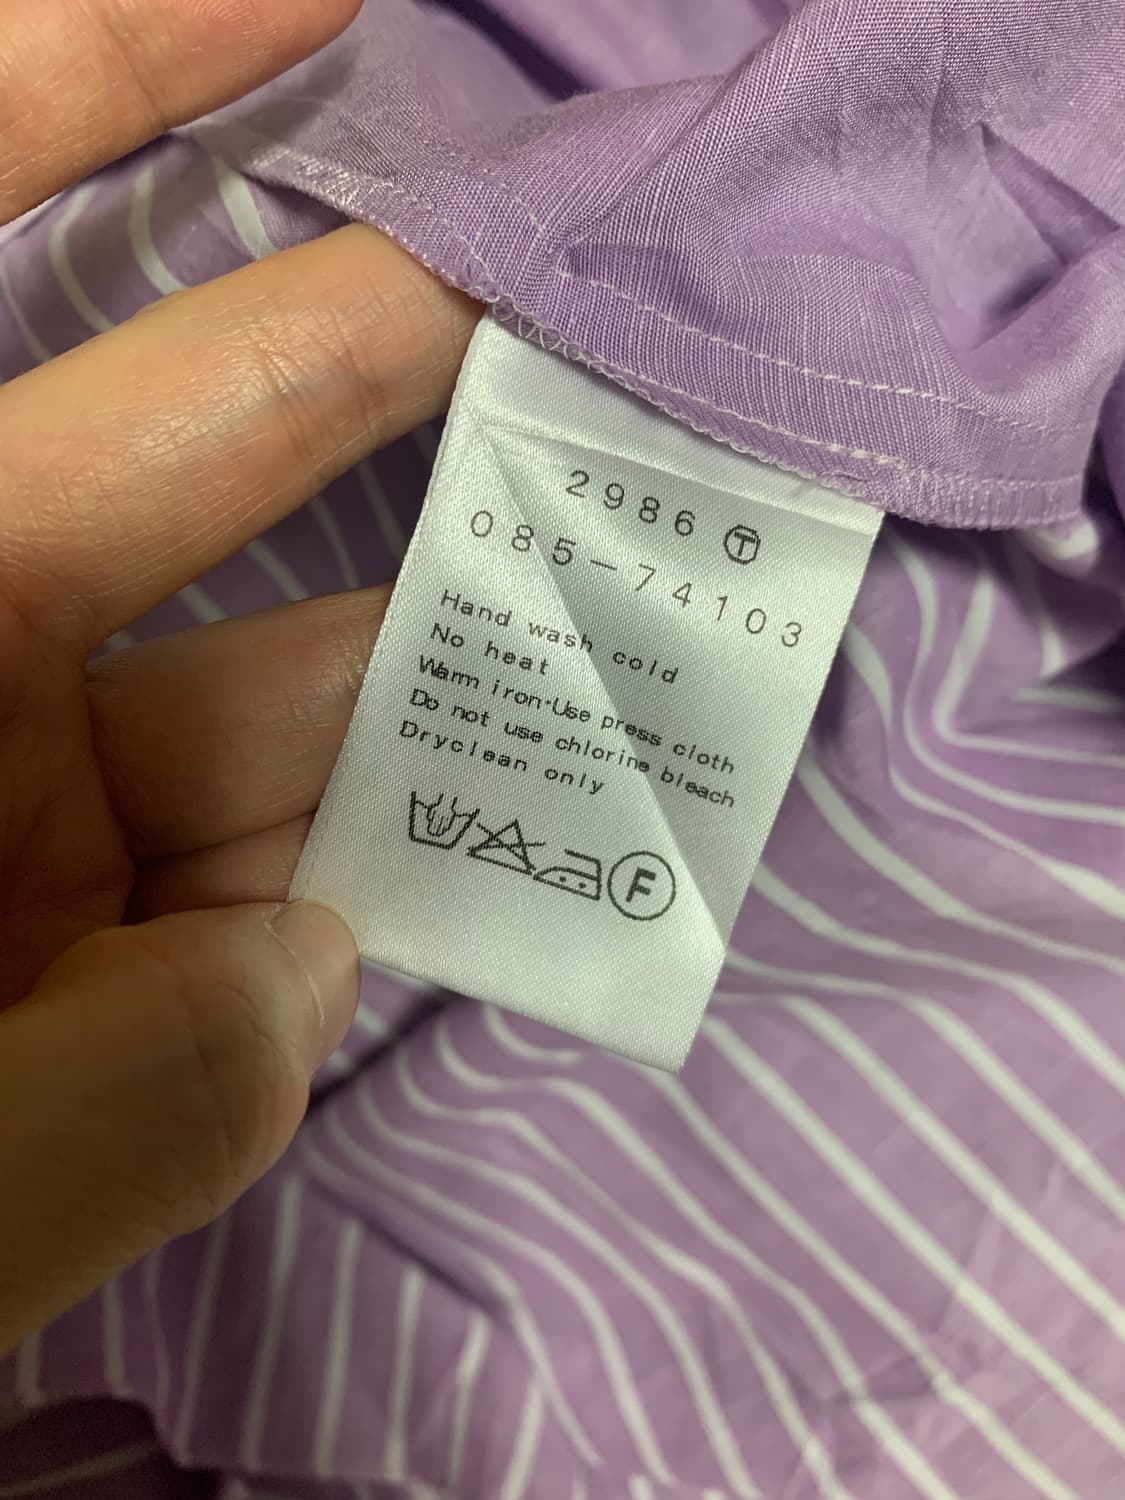 2986 Ⓣ
085-74103
Hand wash cold
No heat
Warm iron·Use press cloth
Do not use chlorine bleach
Dryclean only
F